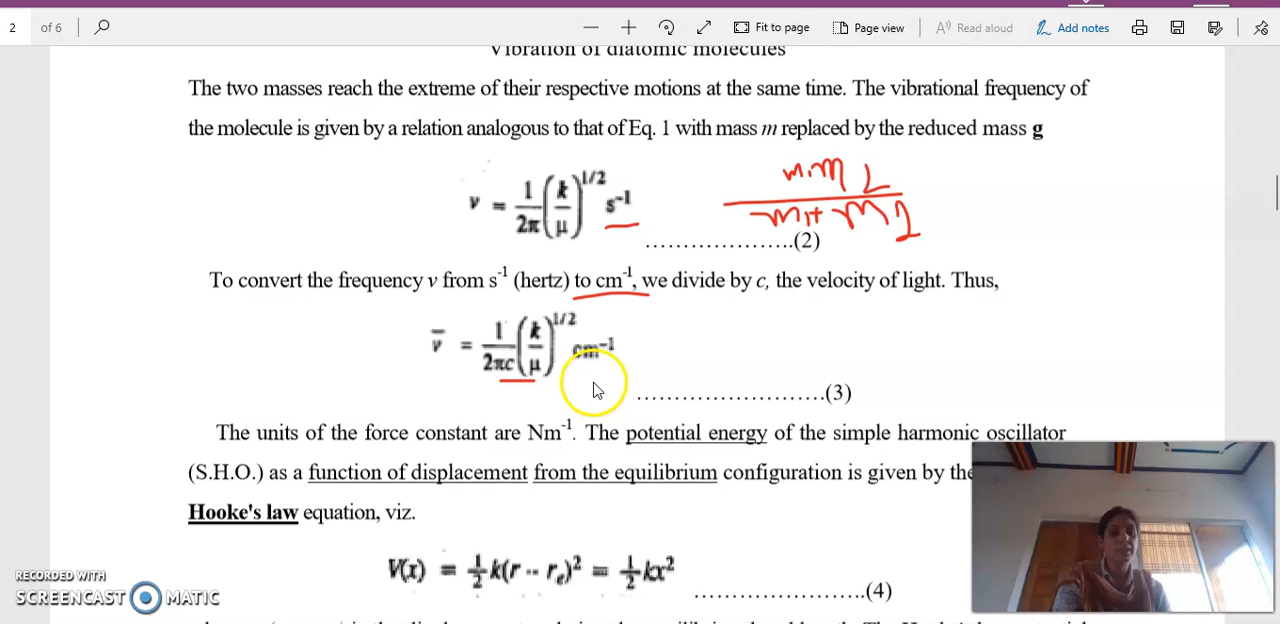 2 of 6 Fit to page Page view Read aloud Add notes
Vibration of diatomic molecules
The two masses reach the extreme of their respective motions at the same time. The vibrational frequency of
the molecule is given by a relation analogous to that of Eq. 1 with mass m replaced by the reduced mass g
ν = 1/2π (k/μ)^1/2 s^-1 ....................(2)
m1 m2 / m1 + m2
To convert the frequency ν from s^-1 (hertz) to cm^-1, we divide by c, the velocity of light. Thus,
ν̄ = 1/2πc (k/μ)^1/2 cm^-1 .........................(3)
The units of the force constant are Nm^-1. The potential energy of the simple harmonic oscillator
(S.H.O.) as a function of displacement from the equilibrium configuration is given by the
Hooke's law equation, viz.
V(x) = ½ k(r -- rₑ)² = ½ kx² .......................(4)
RECORDED WITH
SCREENCAST MATIC